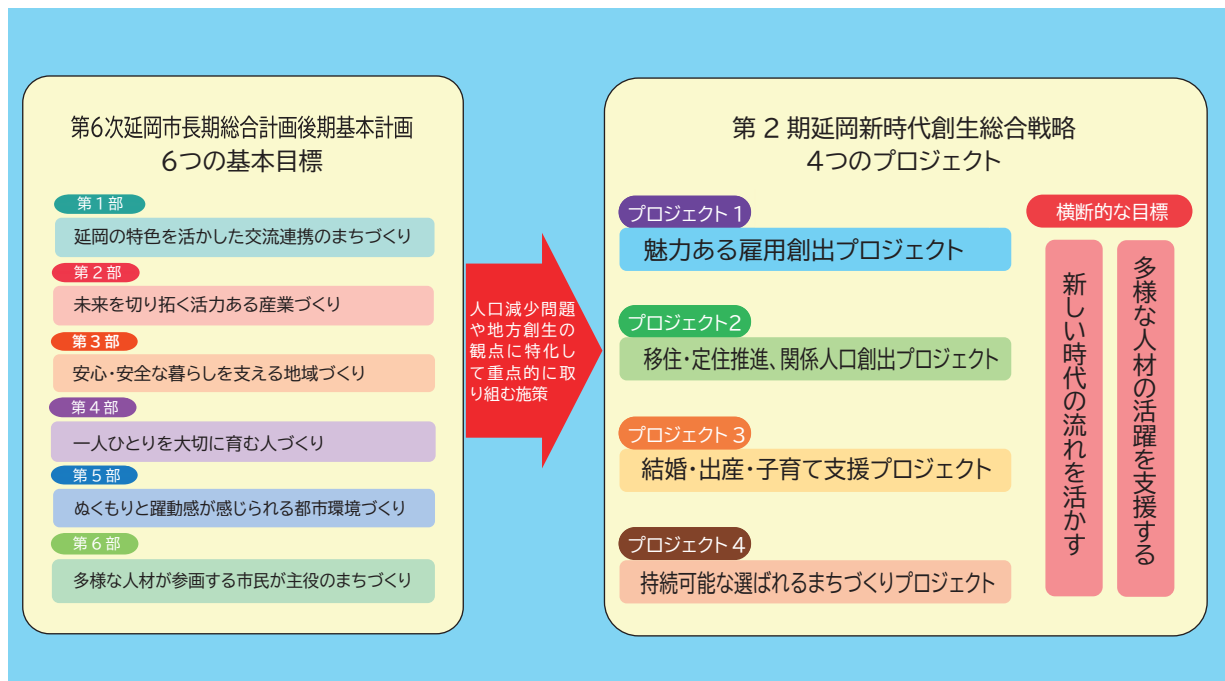 第6次延岡市長期総合計画後期基本計画
6つの基本目標
第1部
延岡の特色を活かした交流連携のまちづくり
第2部
未来を切り拓く活力ある産業づくり
第3部
安心・安全な暮らしを支える地域づくり
第4部
一人ひとりを大切に育む人づくり
第5部
ぬくもりと躍動感が感じられる都市環境づくり
第6部
多様な人材が参画する市民が主役のまちづくり
人口減少問題
や地方創生の
観点に特化し
て重点的に取
り組む施策
第2期延岡新時代創生総合戦略
4つのプロジェクト
プロジェクト1
魅力ある雇用創出プロジェクト
プロジェクト2
移住・定住推進、関係人口創出プロジェクト
プロジェクト3
結婚・出産・子育て支援プロジェクト
プロジェクト4
持続可能な選ばれるまちづくりプロジェクト
横断的な目標
多様な人材の活躍を支援する
新しい時代の流れを活かす